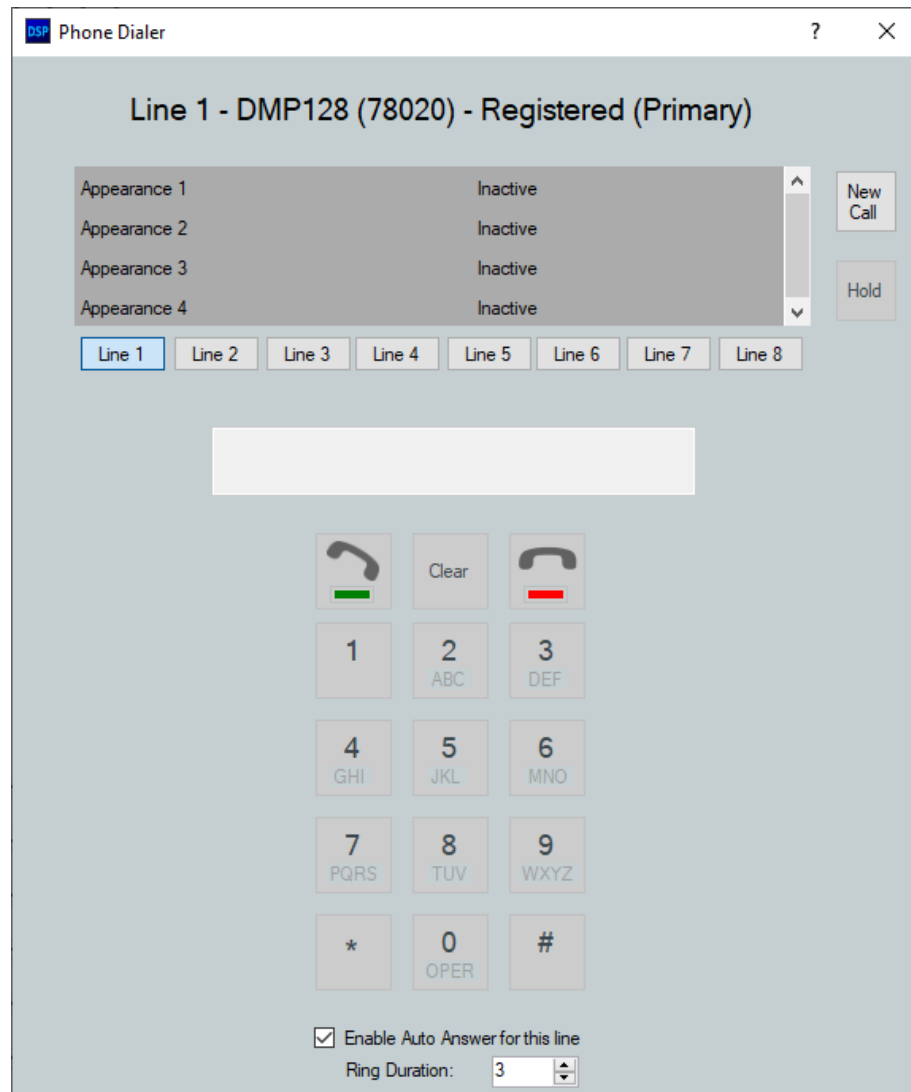 DSP Phone Dialer ? ×
Line 1 - DMP128 (78020) - Registered (Primary)
Appearance 1 Inactive
Appearance 2 Inactive
Appearance 3 Inactive
Appearance 4 Inactive
New
Call
Hold
Line 1 Line 2 Line 3 Line 4 Line 5 Line 6 Line 7 Line 8
Clear
1 2 3
ABC DEF
4 5 6
GHI JKL MNO
7 8 9
PQRS TUV WXYZ
* 0 #
OPER
Enable Auto Answer for this line
Ring Duration: 3